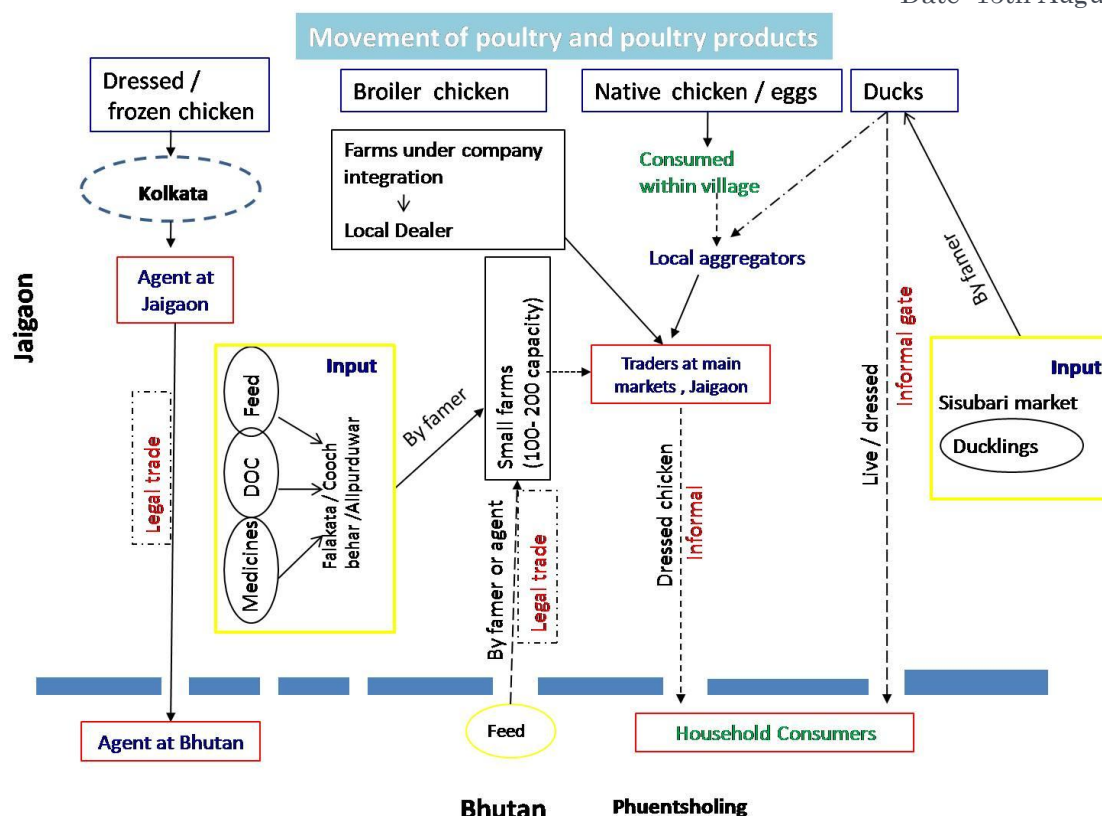 Date 15th Augu
Movement of poultry and poultry products
Dressed /
frozen chicken
Broiler chicken
Native chicken / eggs
Ducks
Kolkata
Farms under company
integration
Local Dealer
Consumed
within village
Local aggregators
By famer
Agent at
Jaigaon
Jaigaon
Legal trade
Input
Feed
DOC
Medicines
Falakata / Cooch
behar /Allpurduwar
By famer
Small farms
(100- 200 capacity)
Traders at main
markets , Jaigaon
Informal gate
Live / dressed
Input
Sisubari market
Ducklings
By famer or agent
Legal trade
Dressed chicken
Informal
Agent at Bhutan
Feed
Household Consumers
Bhutan
Phuentsholing